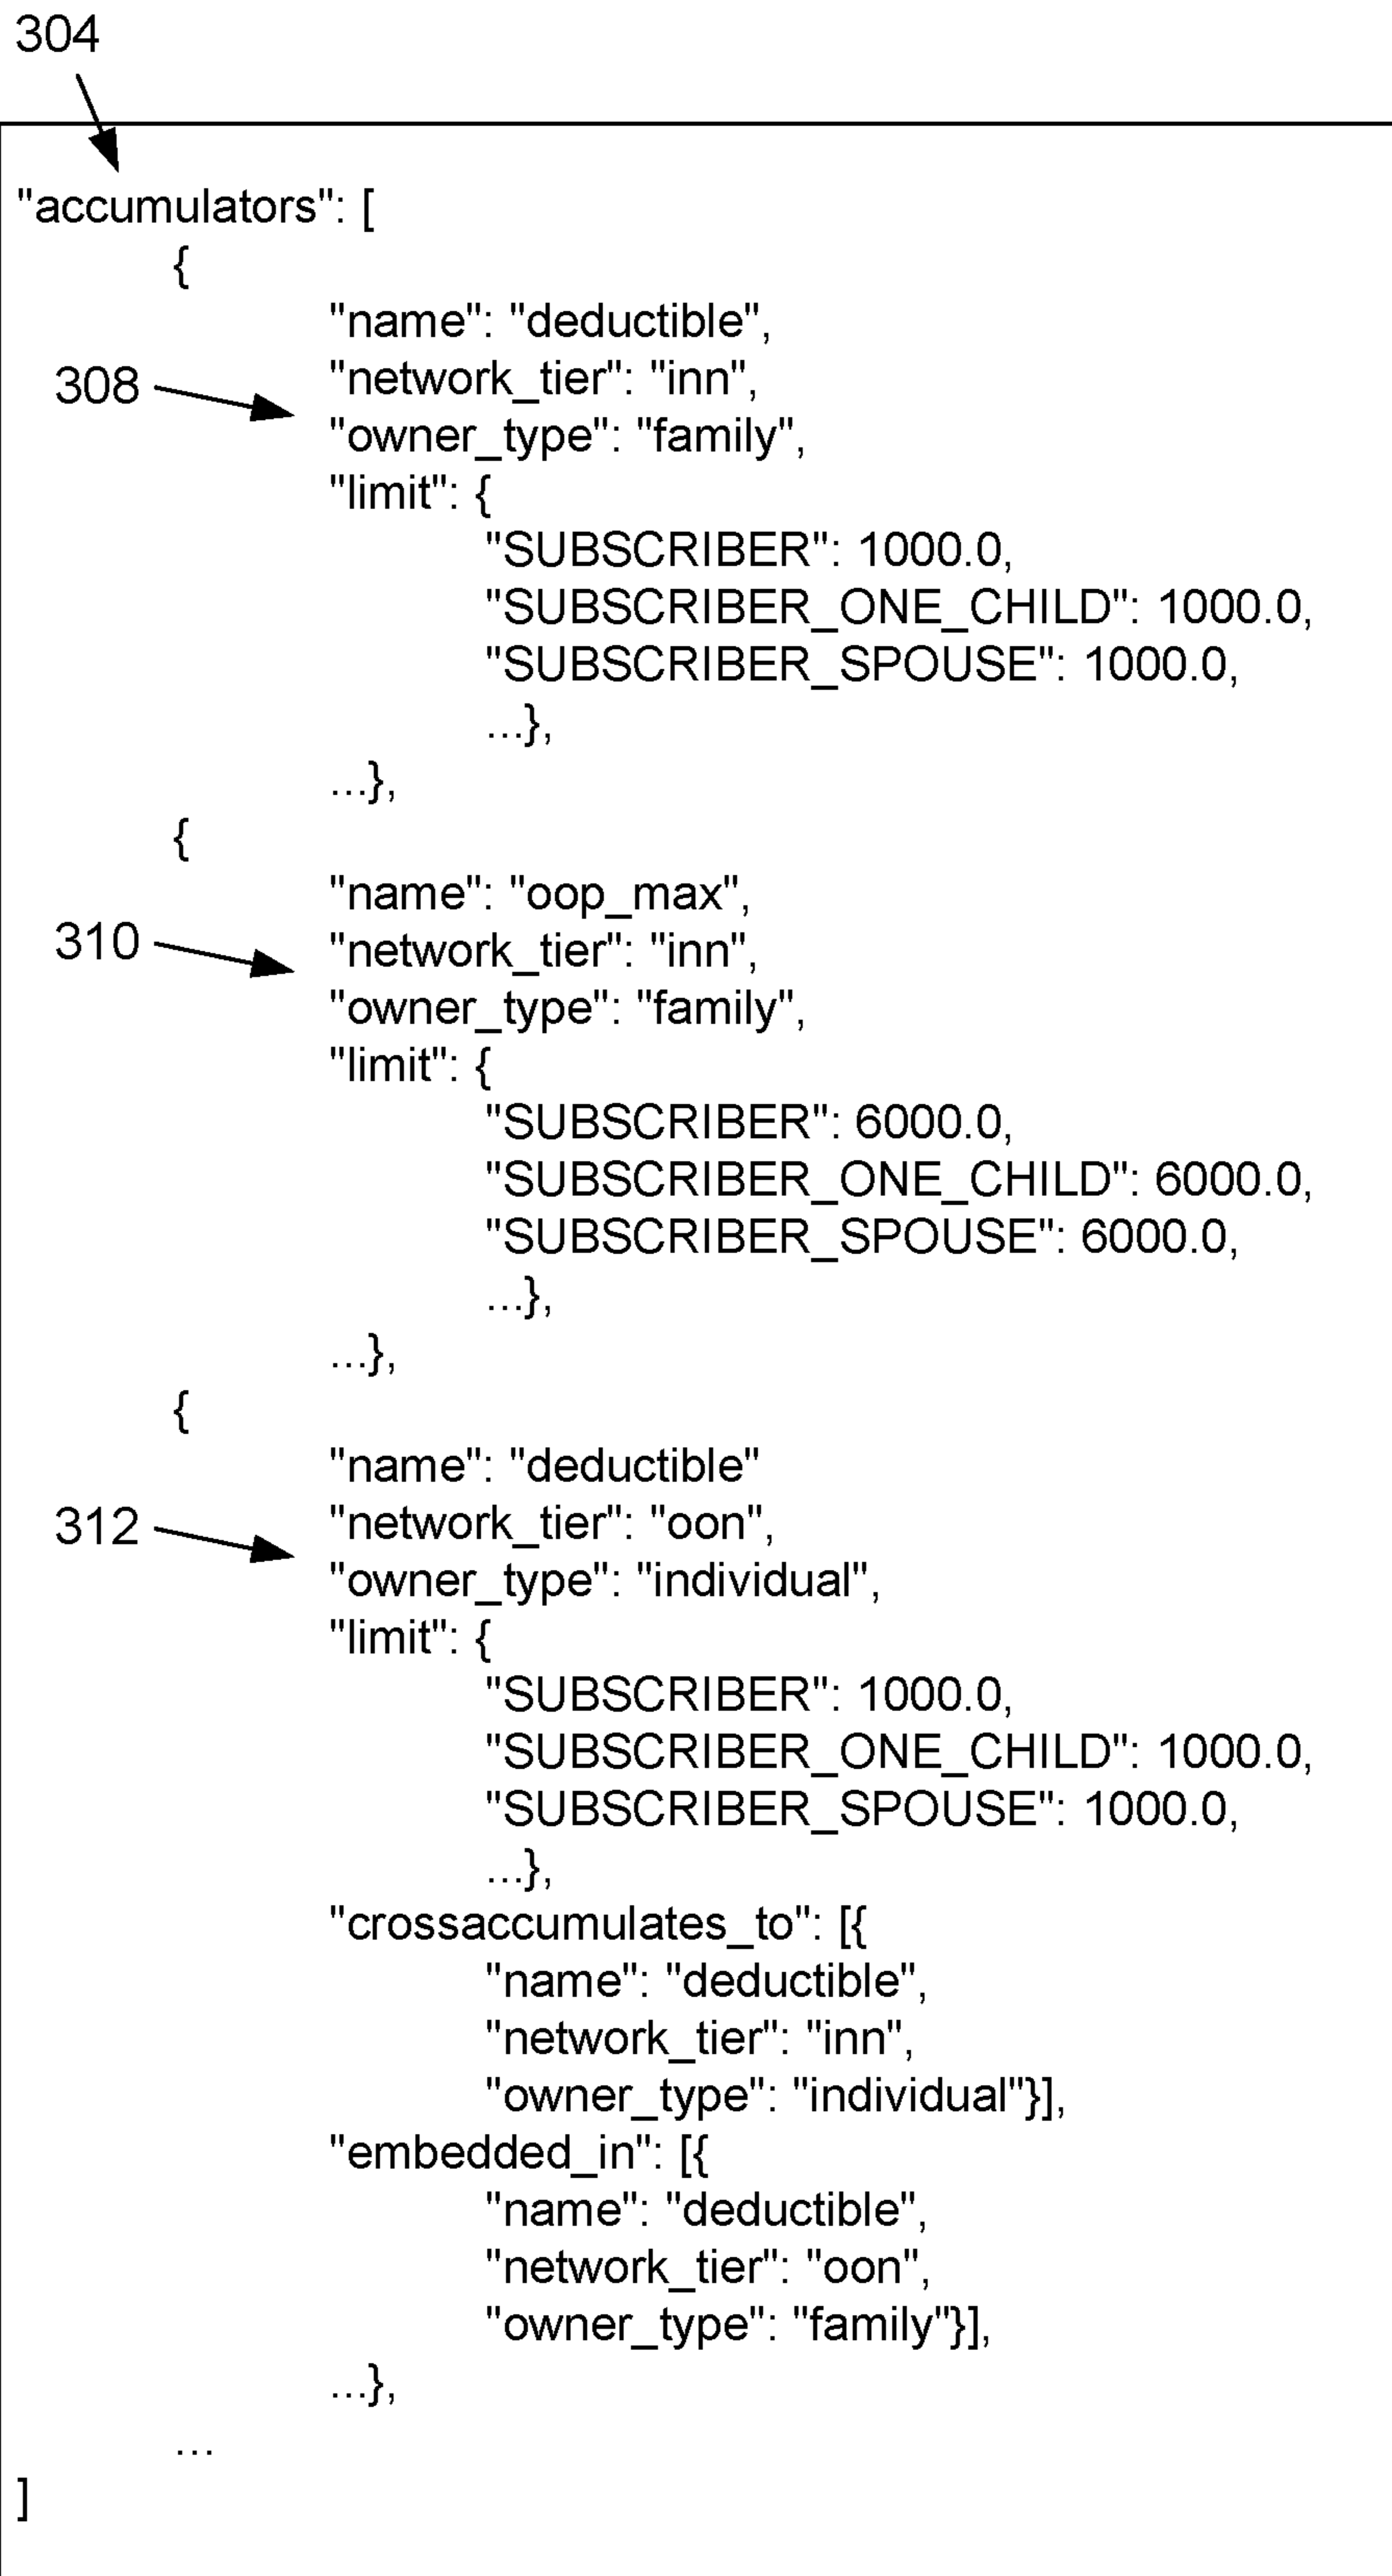 304
"accumulators": [
{
"name": "deductible",
308
"network_tier": "inn",
"owner_type": "family",
"limit": {
"SUBSCRIBER": 1000.0,
"SUBSCRIBER_ONE_CHILD": 1000.0,
"SUBSCRIBER_SPOUSE": 1000.0,
...},
...},
{
"name": "oop_max",
310
"network_tier": "inn",
"owner_type": "family",
"limit": {
"SUBSCRIBER": 6000.0,
"SUBSCRIBER_ONE_CHILD": 6000.0,
"SUBSCRIBER_SPOUSE": 6000.0,
...},
...},
{
"name": "deductible"
312
"network_tier": "oon",
"owner_type": "individual",
"limit": {
"SUBSCRIBER": 1000.0,
"SUBSCRIBER_ONE_CHILD": 1000.0,
"SUBSCRIBER_SPOUSE": 1000.0,
...},
"crossaccumulates_to": [{
"name": "deductible",
"network_tier": "inn",
"owner_type": "individual"}],
"embedded_in": [{
"name": "deductible",
"network_tier": "oon",
"owner_type": "family"}],
...},
...
]